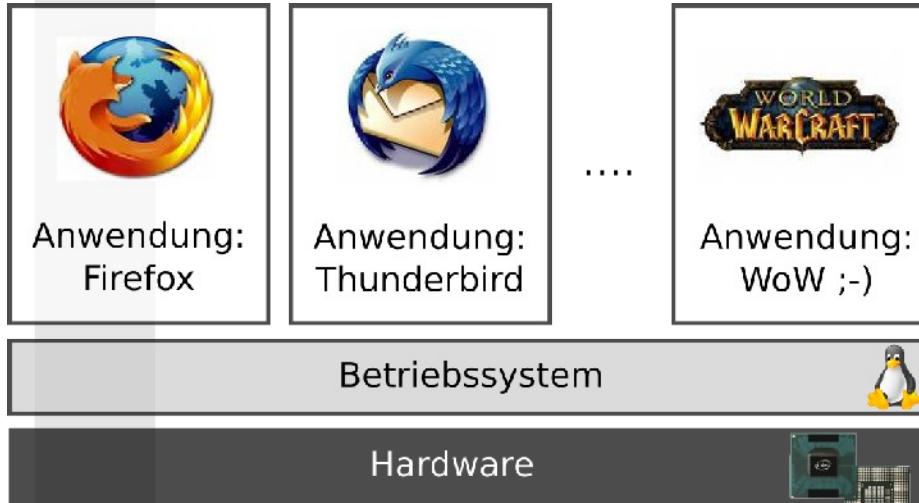 Anwendung:
Firefox
Anwendung:
Thunderbird
....
WORLD
WARCRAFT
Anwendung:
WoW ;-)
Betriebssystem
Hardware